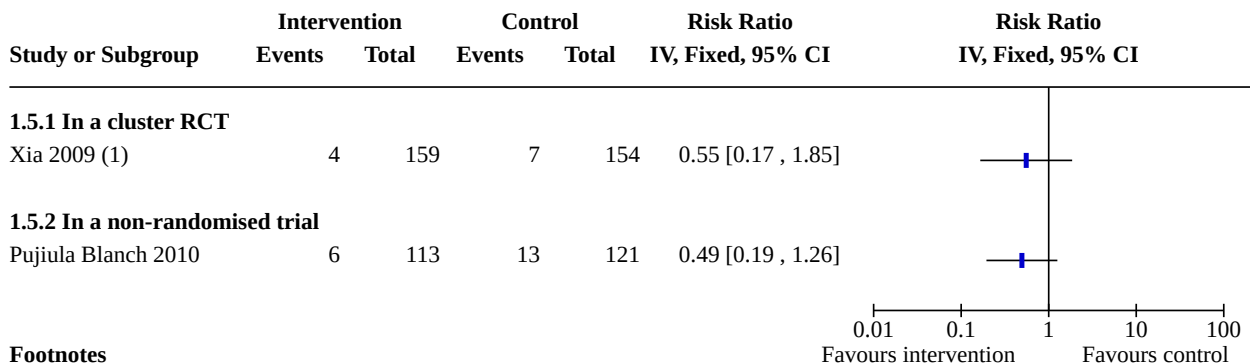 Intervention Control Risk Ratio Risk Ratio
Study or Subgroup Events Total Events Total IV, Fixed, 95% CI IV, Fixed, 95% CI
1.5.1 In a cluster RCT
Xia 2009 (1) 4 159 7 154 0.55 [0.17 , 1.85]
1.5.2 In a non-randomised trial
Pujiula Blanch 2010 6 113 13 121 0.49 [0.19 , 1.26]
0.01 0.1 1 10 100
Footnotes Favours intervention Favours control